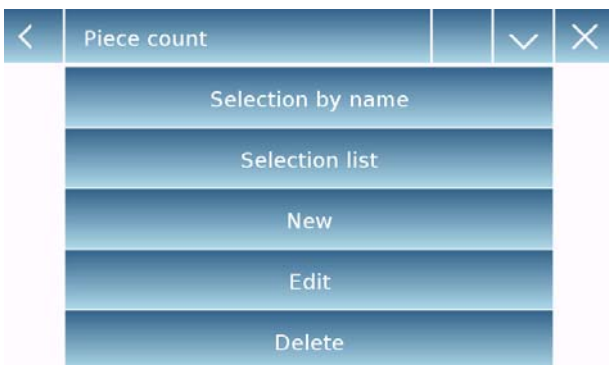 Piece count
Selection by name
Selection list
New
Edit
Delete